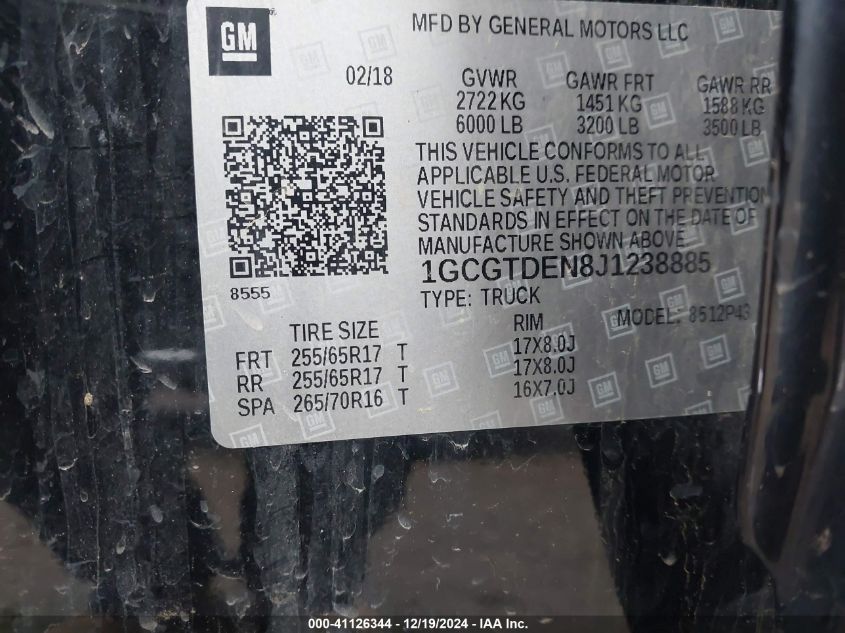 GM
MFD BY GENERAL MOTORS LLC
02/18
GVWR GAWR FRT GAWR RR
2722 KG 1451 KG 1588 KG
6000 LB 3200 LB 3500 LB
THIS VEHICLE CONFORMS TO ALL
APPLICABLE U.S. FEDERAL MOTOR
VEHICLE SAFETY AND THEFT PREVENTION
STANDARDS IN EFFECT ON THE DATE OF
MANUFACTURE SHOWN ABOVE
1GCGTDEN8J1238885
8555
TYPE: TRUCK
MODEL: 8512P43
TIRE SIZE RIM
FRT 255/65R17 T 17X8.0J
RR 255/65R17 T 17X8.0J
SPA 265/70R16 T 16X7.0J
000-41126344 - 12/19/2024 - IAA Inc.